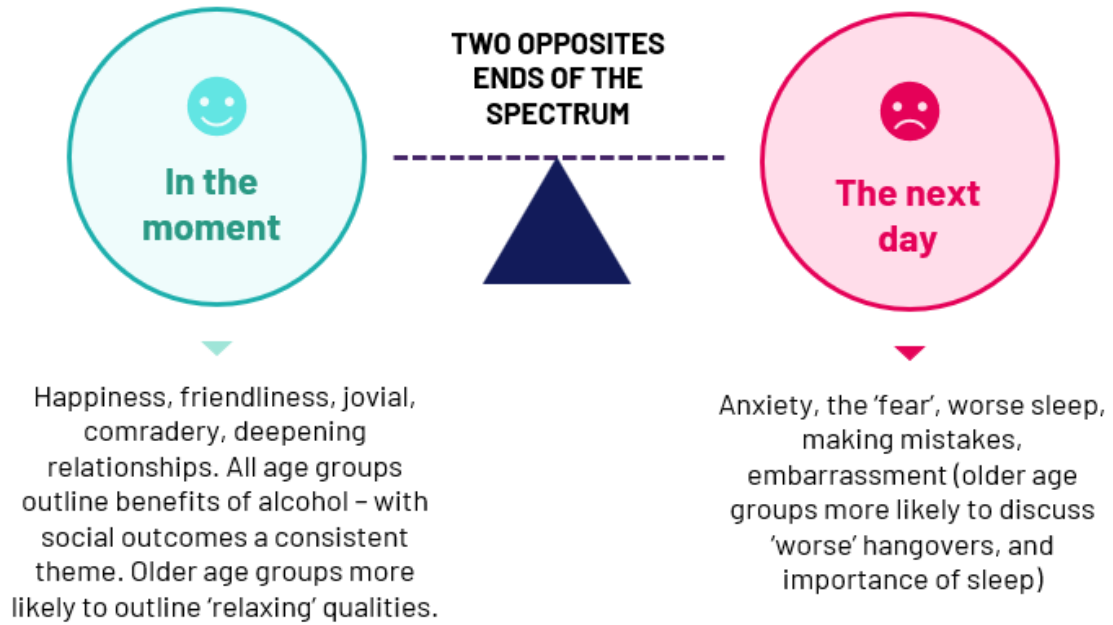 TWO OPPOSITES
ENDS OF THE
SPECTRUM
In the
moment
Happiness, friendliness, jovial,
comradery, deepening
relationships. All age groups
outline benefits of alcohol – with
social outcomes a consistent
theme. Older age groups more
likely to outline ‘relaxing’ qualities.
The next
day
Anxiety, the ‘fear’, worse sleep,
making mistakes,
embarrassment (older age
groups more likely to discuss
‘worse’ hangovers, and
importance of sleep)